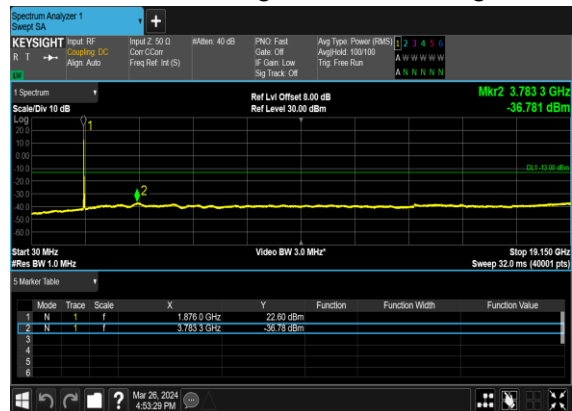 Spectrum Analyzer 1
Swept SA
KEYSIGHT Input: RF Input Z: 50 Ω #Atten: 40 dB PNO: Fast Avg Type: Power (RMS) 1 2 3 4 5 6
R T Coupling: DC Corr CCorr Gate: Off Avg|Hold: 100/100 A W W W W W
Align: Auto Freq Ref: Int (S) IF Gain: Low Trig: Free Run
Sig Track: Off A N N N N N
1 Spectrum
Ref Lvl Offset 8.00 dB Mkr2 3.783 3 GHz
Scale/Div 10 dB Ref Level 30.00 dBm -36.781 dBm
Log
20.0
10.0
0.00
-10.0
DL1 -13.00 dBm
-20.0
-30.0
-40.0
-50.0
-60.0
1
2
Start 30 MHz Video BW 3.0 MHz* Stop 19.150 GHz
#Res BW 1.0 MHz Sweep 32.0 ms (40001 pts)
5 Marker Table
Mode Trace Scale X Y Function Function Width Function Value
1 N 1 f 1.876 0 GHz 22.60 dBm
2 N 1 f 3.783 3 GHz -36.78 dBm
3
4
5
6
? Mar 26, 2024
4:53:29 PM